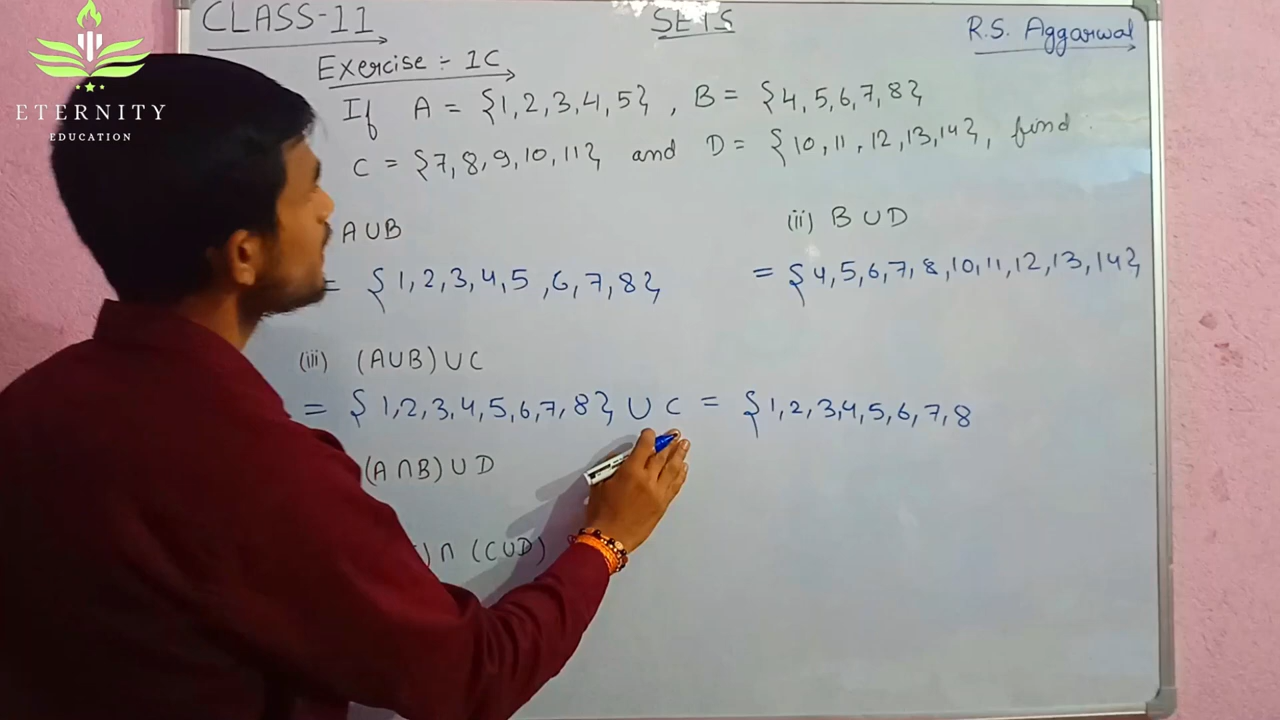 CLASS-11
SETS
R.S. Aggarwal
ETERNITY
EDUCATION
Exercise :- 1C
If A = {1,2,3,4,5} , B = {4,5,6,7,8}
C = {7,8,9,10,11} and D = {10,11,12,13,14}, find
A∪B
(ii) B∪D
= {1,2,3,4,5,6,7,8}
= {4,5,6,7,8,10,11,12,13,14}
(iii) (A∪B)∪C
= {1,2,3,4,5,6,7,8} ∪ C = {1,2,3,4,5,6,7,8
(A∩B)∪D
)∩(C∪D)